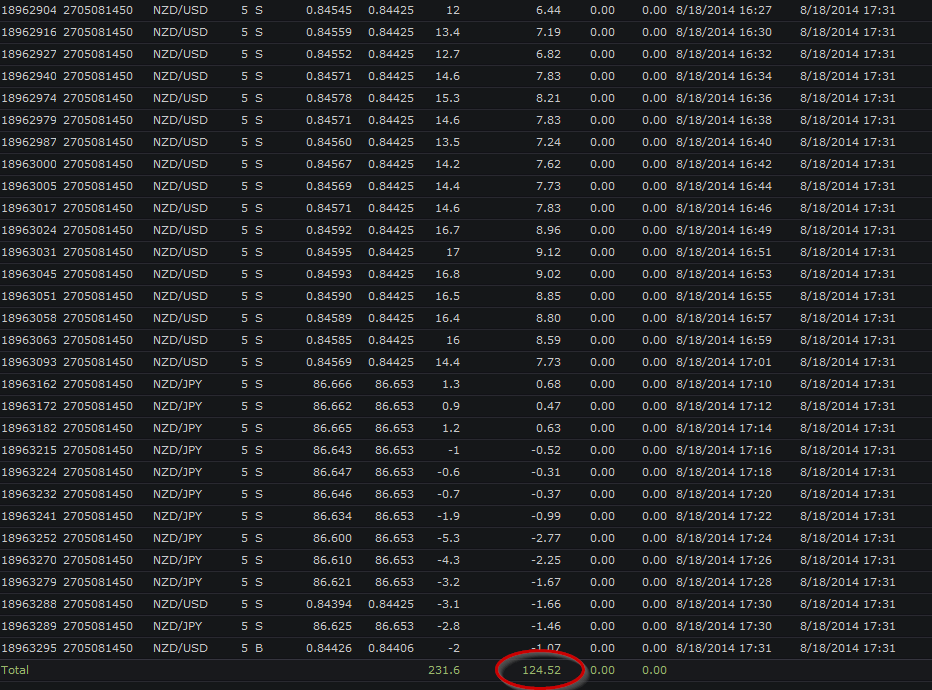 18962904 2705081450 NZD/USD 5 S 0.84545 0.84425 12 6.44 0.00 0.00 8/18/2014 16:27 8/18/2014 17:31
18962916 2705081450 NZD/USD 5 S 0.84559 0.84425 13.4 7.19 0.00 0.00 8/18/2014 16:30 8/18/2014 17:31
18962927 2705081450 NZD/USD 5 S 0.84552 0.84425 12.7 6.82 0.00 0.00 8/18/2014 16:32 8/18/2014 17:31
18962940 2705081450 NZD/USD 5 S 0.84571 0.84425 14.6 7.83 0.00 0.00 8/18/2014 16:34 8/18/2014 17:31
18962974 2705081450 NZD/USD 5 S 0.84578 0.84425 15.3 8.21 0.00 0.00 8/18/2014 16:36 8/18/2014 17:31
18962979 2705081450 NZD/USD 5 S 0.84571 0.84425 14.6 7.83 0.00 0.00 8/18/2014 16:38 8/18/2014 17:31
18962987 2705081450 NZD/USD 5 S 0.84560 0.84425 13.5 7.24 0.00 0.00 8/18/2014 16:40 8/18/2014 17:31
18963000 2705081450 NZD/USD 5 S 0.84567 0.84425 14.2 7.62 0.00 0.00 8/18/2014 16:42 8/18/2014 17:31
18963005 2705081450 NZD/USD 5 S 0.84569 0.84425 14.4 7.73 0.00 0.00 8/18/2014 16:44 8/18/2014 17:31
18963017 2705081450 NZD/USD 5 S 0.84571 0.84425 14.6 7.83 0.00 0.00 8/18/2014 16:46 8/18/2014 17:31
18963024 2705081450 NZD/USD 5 S 0.84592 0.84425 16.7 8.96 0.00 0.00 8/18/2014 16:49 8/18/2014 17:31
18963031 2705081450 NZD/USD 5 S 0.84595 0.84425 17 9.12 0.00 0.00 8/18/2014 16:51 8/18/2014 17:31
18963045 2705081450 NZD/USD 5 S 0.84593 0.84425 16.8 9.02 0.00 0.00 8/18/2014 16:53 8/18/2014 17:31
18963051 2705081450 NZD/USD 5 S 0.84590 0.84425 16.5 8.85 0.00 0.00 8/18/2014 16:55 8/18/2014 17:31
18963058 2705081450 NZD/USD 5 S 0.84589 0.84425 16.4 8.80 0.00 0.00 8/18/2014 16:57 8/18/2014 17:31
18963063 2705081450 NZD/USD 5 S 0.84585 0.84425 16 8.59 0.00 0.00 8/18/2014 16:59 8/18/2014 17:31
18963093 2705081450 NZD/USD 5 S 0.84569 0.84425 14.4 7.73 0.00 0.00 8/18/2014 17:01 8/18/2014 17:31
18963162 2705081450 NZD/JPY 5 S 86.666 86.653 1.3 0.68 0.00 0.00 8/18/2014 17:10 8/18/2014 17:31
18963172 2705081450 NZD/JPY 5 S 86.662 86.653 0.9 0.47 0.00 0.00 8/18/2014 17:12 8/18/2014 17:31
18963182 2705081450 NZD/JPY 5 S 86.665 86.653 1.2 0.63 0.00 0.00 8/18/2014 17:14 8/18/2014 17:31
18963215 2705081450 NZD/JPY 5 S 86.643 86.653 -1 -0.52 0.00 0.00 8/18/2014 17:16 8/18/2014 17:31
18963224 2705081450 NZD/JPY 5 S 86.647 86.653 -0.6 -0.31 0.00 0.00 8/18/2014 17:18 8/18/2014 17:31
18963232 2705081450 NZD/JPY 5 S 86.646 86.653 -0.7 -0.37 0.00 0.00 8/18/2014 17:20 8/18/2014 17:31
18963241 2705081450 NZD/JPY 5 S 86.634 86.653 -1.9 -0.99 0.00 0.00 8/18/2014 17:22 8/18/2014 17:31
18963252 2705081450 NZD/JPY 5 S 86.600 86.653 -5.3 -2.77 0.00 0.00 8/18/2014 17:24 8/18/2014 17:31
18963270 2705081450 NZD/JPY 5 S 86.610 86.653 -4.3 -2.25 0.00 0.00 8/18/2014 17:26 8/18/2014 17:31
18963279 2705081450 NZD/JPY 5 S 86.621 86.653 -3.2 -1.67 0.00 0.00 8/18/2014 17:28 8/18/2014 17:31
18963288 2705081450 NZD/USD 5 S 0.84394 0.84425 -3.1 -1.66 0.00 0.00 8/18/2014 17:30 8/18/2014 17:31
18963289 2705081450 NZD/JPY 5 S 86.625 86.653 -2.8 -1.46 0.00 0.00 8/18/2014 17:30 8/18/2014 17:31
18963295 2705081450 NZD/USD 5 B 0.84426 0.84406 -2 -1.07 0.00 0.00 8/18/2014 17:31 8/18/2014 17:31
Total 231.6 124.52 0.00 0.00